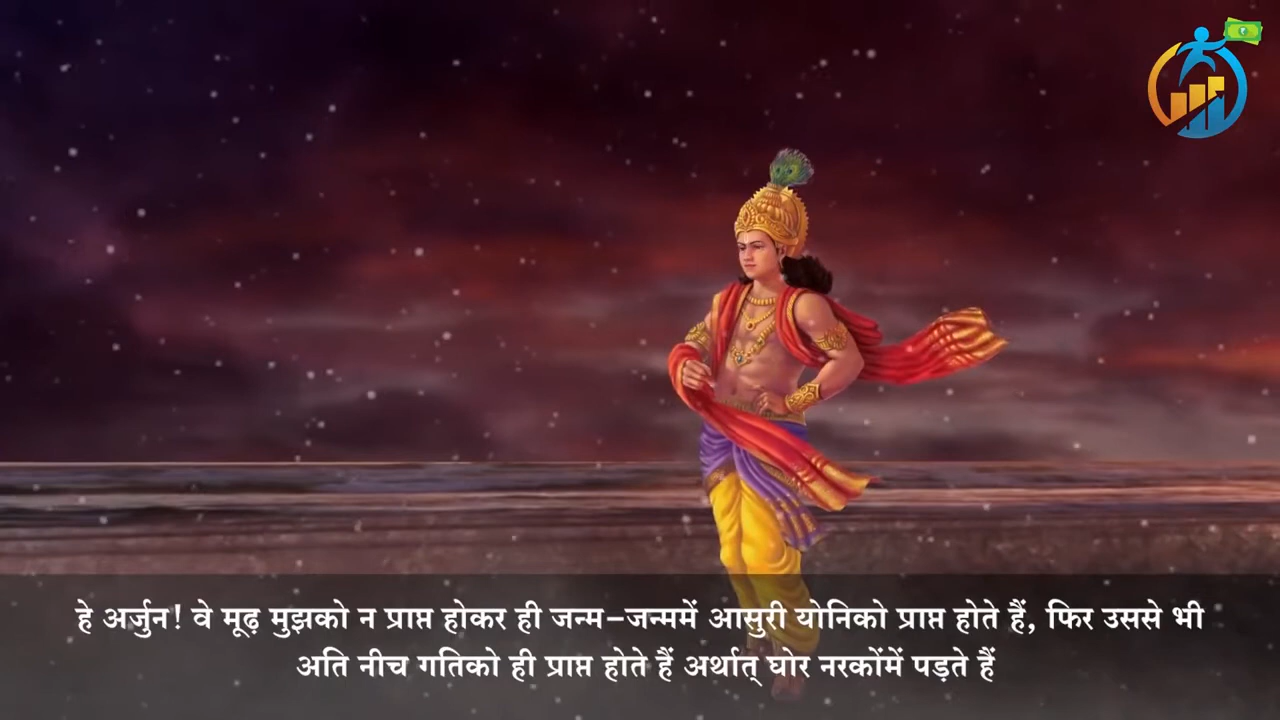 हे अर्जुन! वे मूढ़ मुझको न प्राप्त होकर ही जन्म-जन्ममें आसुरी योनिको प्राप्त होते हैं, फिर उससे भी
अति नीच गतिको ही प्राप्त होते हैं अर्थात् घोर नरकोंमें पड़ते हैं